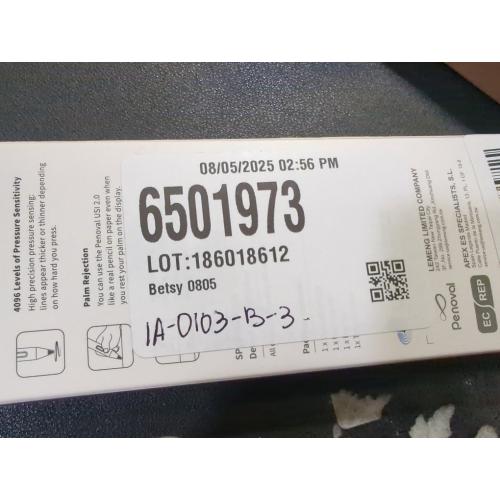 08/05/2025 02:56 PM
6501973
LOT:186018612
Betsy 0805
1A-0103-B-3
4096 Levels of Pressure Sensitivity
High precision pressure sensing:
lines appear thicker or thinner depending
on how hard you press.
Palm Rejection
You can use the Penoval USI 2.0
like a real pencil on paper even when
you rest your palm on the display.
LEMENG LIMITED COMPANY
Penoval
APEX CE SPECIALISTS, S.L.
EC REP